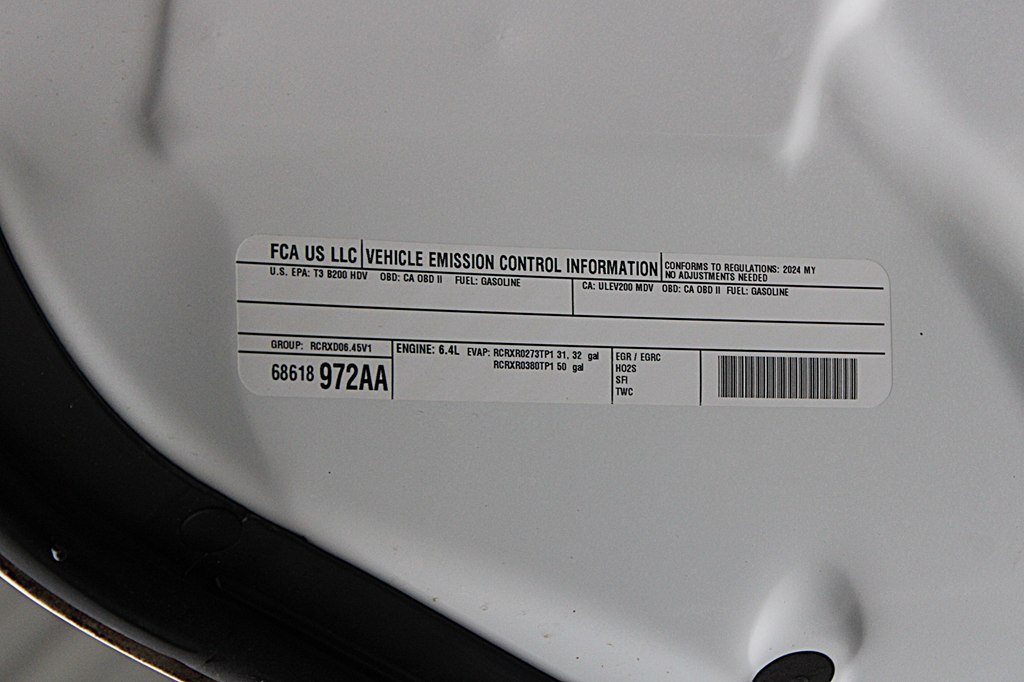 FCA US LLC VEHICLE EMISSION CONTROL INFORMATION
CONFORMS TO REGULATIONS: 2024 MY
NO ADJUSTMENTS NEEDED
U.S. EPA: T3 B200 HDV OBD: CA OBD II FUEL: GASOLINE
CA: ULEV200 MDV OBD: CA OBD II FUEL: GASOLINE
GROUP: RCRXD06.45V1
68618 972AA
ENGINE: 6.4L EVAP: RCRXR0273TP1 31, 32 gal
RCRXR0380TP1 50 gal
EGR / EGRC
HO2S
SFI
TWC